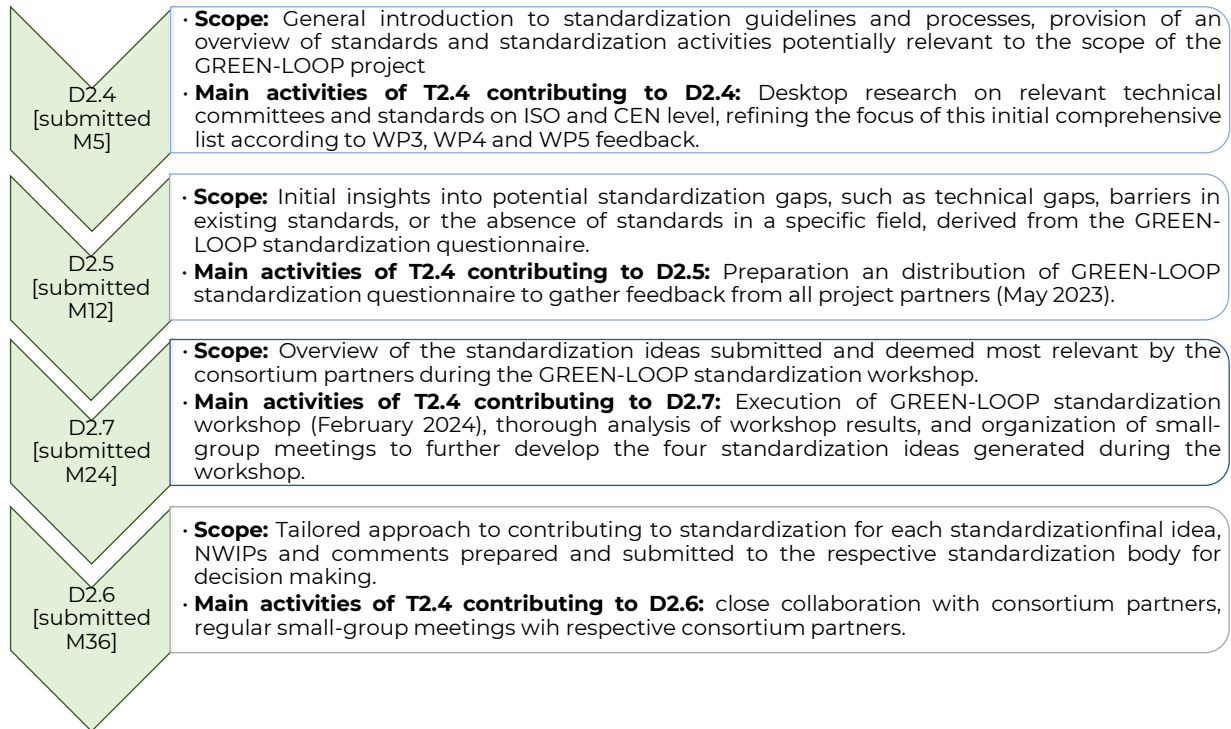 D2.4
[submitted
M5]
· Scope: General introduction to standardization guidelines and processes, provision of an
overview of standards and standardization activities potentially relevant to the scope of the
GREEN-LOOP project
· Main activities of T2.4 contributing to D2.4: Desktop research on relevant technical
committees and standards on ISO and CEN level, refining the focus of this initial comprehensive
list according to WP3, WP4 and WP5 feedback.
D2.5
[submitted
M12]
· Scope: Initial insights into potential standardization gaps, such as technical gaps, barriers in
existing standards, or the absence of standards in a specific field, derived from the GREEN-
LOOP standardization questionnaire.
· Main activities of T2.4 contributing to D2.5: Preparation an distribution of GREEN-LOOP
standardization questionnaire to gather feedback from all project partners (May 2023).
D2.7
[submitted
M24]
· Scope: Overview of the standardization ideas submitted and deemed most relevant by the
consortium partners during the GREEN-LOOP standardization workshop.
· Main activities of T2.4 contributing to D2.7: Execution of GREEN-LOOP standardization
workshop (February 2024), thorough analysis of workshop results, and organization of small-
group meetings to further develop the four standardization ideas generated during the
workshop.
D2.6
[submitted
M36]
· Scope: Tailored approach to contributing to standardization for each standardizationfinal idea,
NWIPs and comments prepared and submitted to the respective standardization body for
decision making.
· Main activities of T2.4 contributing to D2.6: close collaboration with consortium partners,
regular small-group meetings wih respective consortium partners.